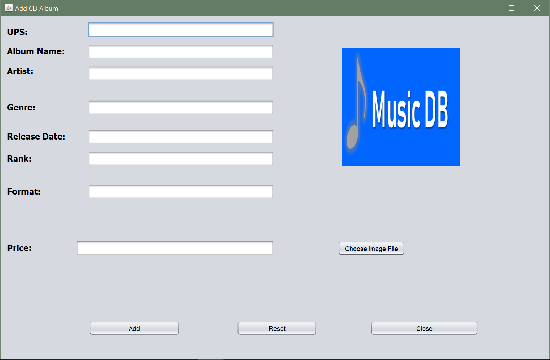 Add CD Album
UPS:
Album Name:
Artist:
Genre:
Release Date:
Rank:
Format:
Price:
Music DB
Choose Image File
Add
Reset
Close